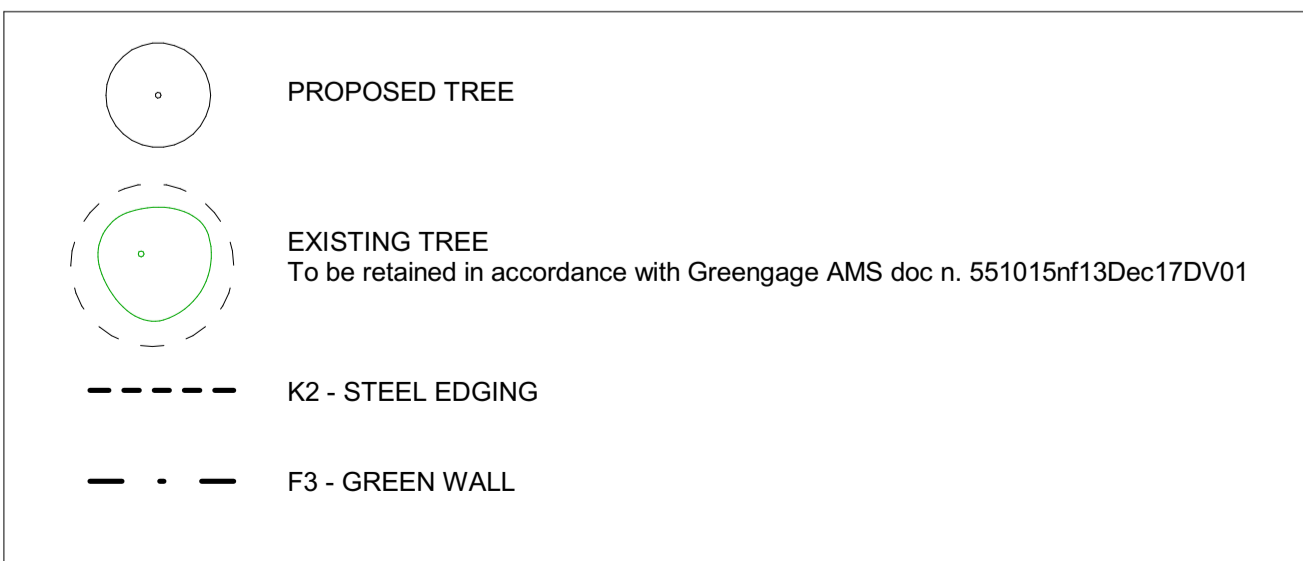 PROPOSED TREE
EXISTING TREE
To be retained in accordance with Greengage AMS doc n. 551015nf13Dec17DV01
K2 - STEEL EDGING
F3 - GREEN WALL